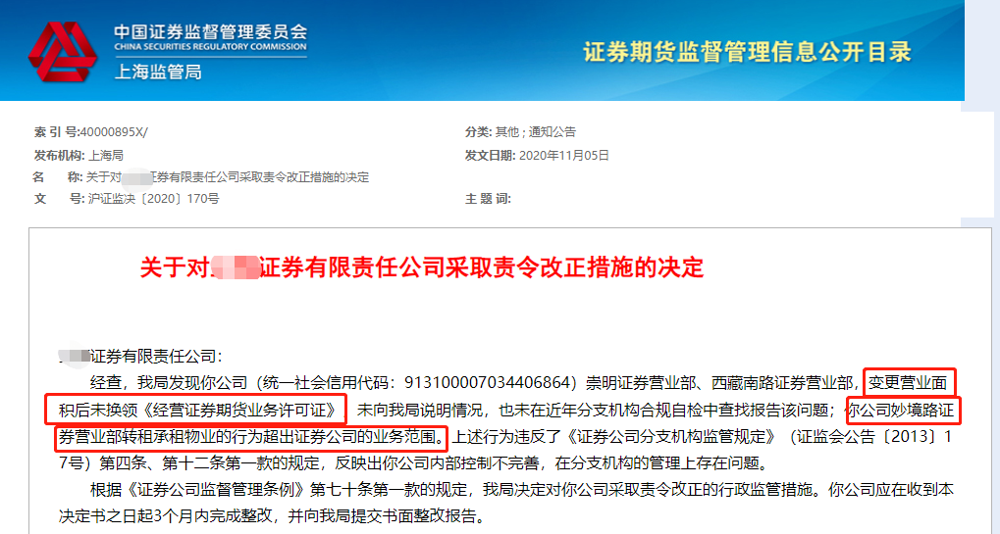 中国证券监督管理委员会
CHINA SECURITIES REGULATORY COMMISSION
上海监管局
证券期货监督管理信息公开目录
索 引 号:40000895X/
分类: 其他 ; 通知公告
发布机构: 上海局
发文日期: 2020年11月05日
名 称: 关于对 证券有限责任公司采取责令改正措施的决定
文 号: 沪证监决〔2020〕170号
主 题 词:
关于对 证券有限责任公司采取责令改正措施的决定
证券有限责任公司：
经查，我局发现你公司（统一社会信用代码：913100007034406864）崇明证券营业部、西藏南路证券营业部，变更营业面
积后未换领《经营证券期货业务许可证》 未向我局说明情况，也未在近年分支机构合规自检中查找报告该问题；你公司妙境路证
券营业部转租承租物业的行为超出证券公司的业务范围。上述行为违反了《证券公司分支机构监管规定》（证监会公告〔2013〕1
7号）第四条、第十二条第一款的规定，反映出你公司内部控制不完善，在分支机构的管理上存在问题。
根据《证券公司监督管理条例》第七十条第一款的规定，我局决定对你公司采取责令改正的行政监管措施。你公司应在收到本
决定书之日起3个月内完成整改，并向我局提交书面整改报告。